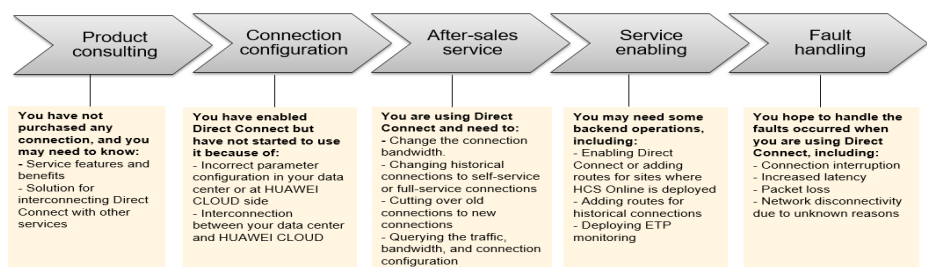 Product
consulting
Connection
configuration
After-sales
service
Service
enabling
Fault
handling
You have not
purchased any
connection, and you
may need to know:
- Service features and
benefits
- Solution for
interconnecting Direct
Connect with other
services
You have enabled
Direct Connect but
have not started to use
it because of:
- Incorrect parameter
configuration in your data
center or at HUAWEI
CLOUD side
- Interconnection
between your data center
and HUAWEI CLOUD
You are using Direct
Connect and need to:
- Change the connection
bandwidth.
- Changing historical
connections to self-service
or full-service connections
- Cutting over old
connections to new
connections
- Querying the traffic,
bandwidth, and connection
configuration
You may need some
backend operations,
including:
- Enabling Direct
Connect or adding
routes for sites where
HCS Online is deployed
- Adding routes for
historical connections
- Deploying ETP
monitoring
You hope to handle the
faults occurred when
you are using Direct
Connect, including:
- Connection interruption
- Increased latency
- Packet loss
- Network disconnectivity
due to unknown reasons